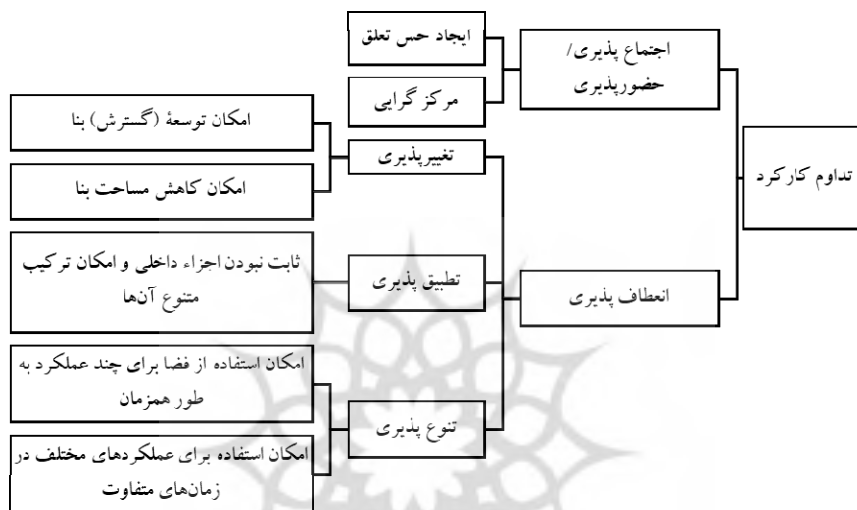 تداوم کارکرد
اجتماع پذیری/
حضورپذیری
ایجاد حس تعلق
مرکز گرایی
انعطاف پذیری
تغییرپذیری
امکان توسعهٔ (گسترش) بنا
امکان کاهش مساحت بنا
تطبیق پذیری
ثابت نبودن اجزاء داخلی و امکان ترکیب
متنوع آن‌ها
تنوع پذیری
امکان استفاده از فضا برای چند عملکرد به
طور همزمان
امکان استفاده برای عملکردهای مختلف در
زمان‌های متفاوت